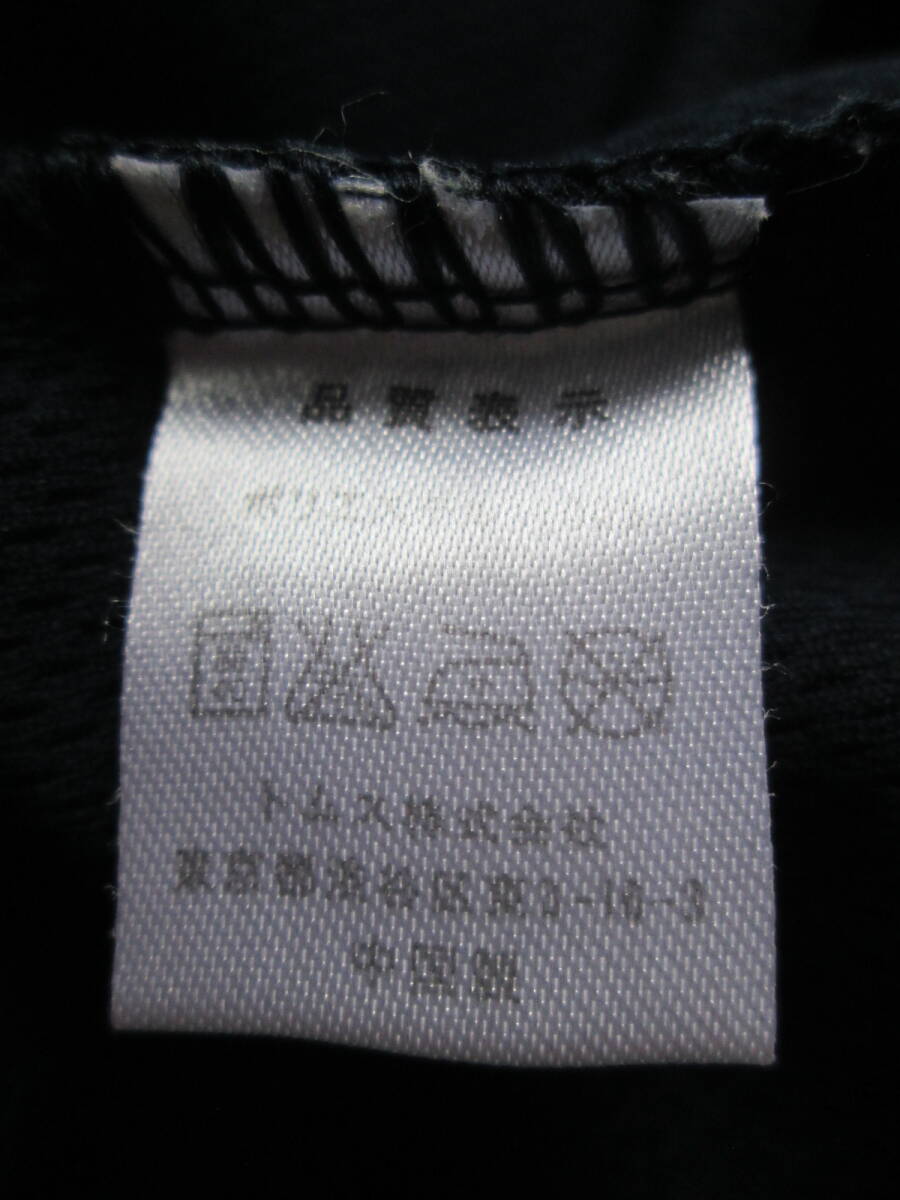 品質表示
トムス株式会社
東京都渋谷区東3-16-3
中国製